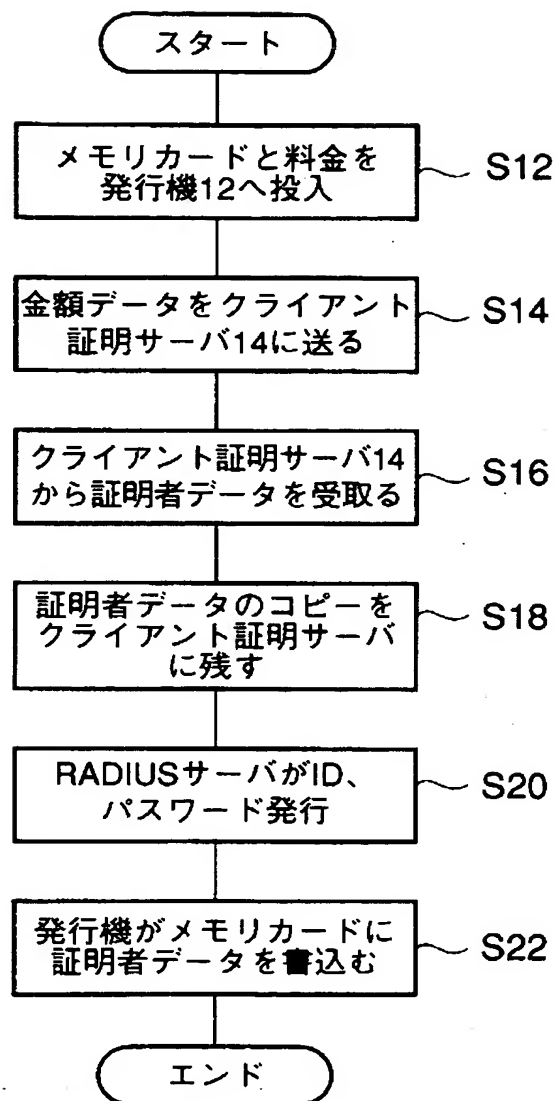 スタート
メモリカードと料金を
発行機12へ投入
S12
金額データをクライアント
証明サーバ14に送る
S14
クライアント証明サーバ14
から証明者データを受取る
S16
証明者データのコピーを
クライアント証明サーバ
に残す
S18
RADIUSサーバがID、
パスワード発行
S20
発行機がメモリカードに
証明者データを書込む
S22
エンド